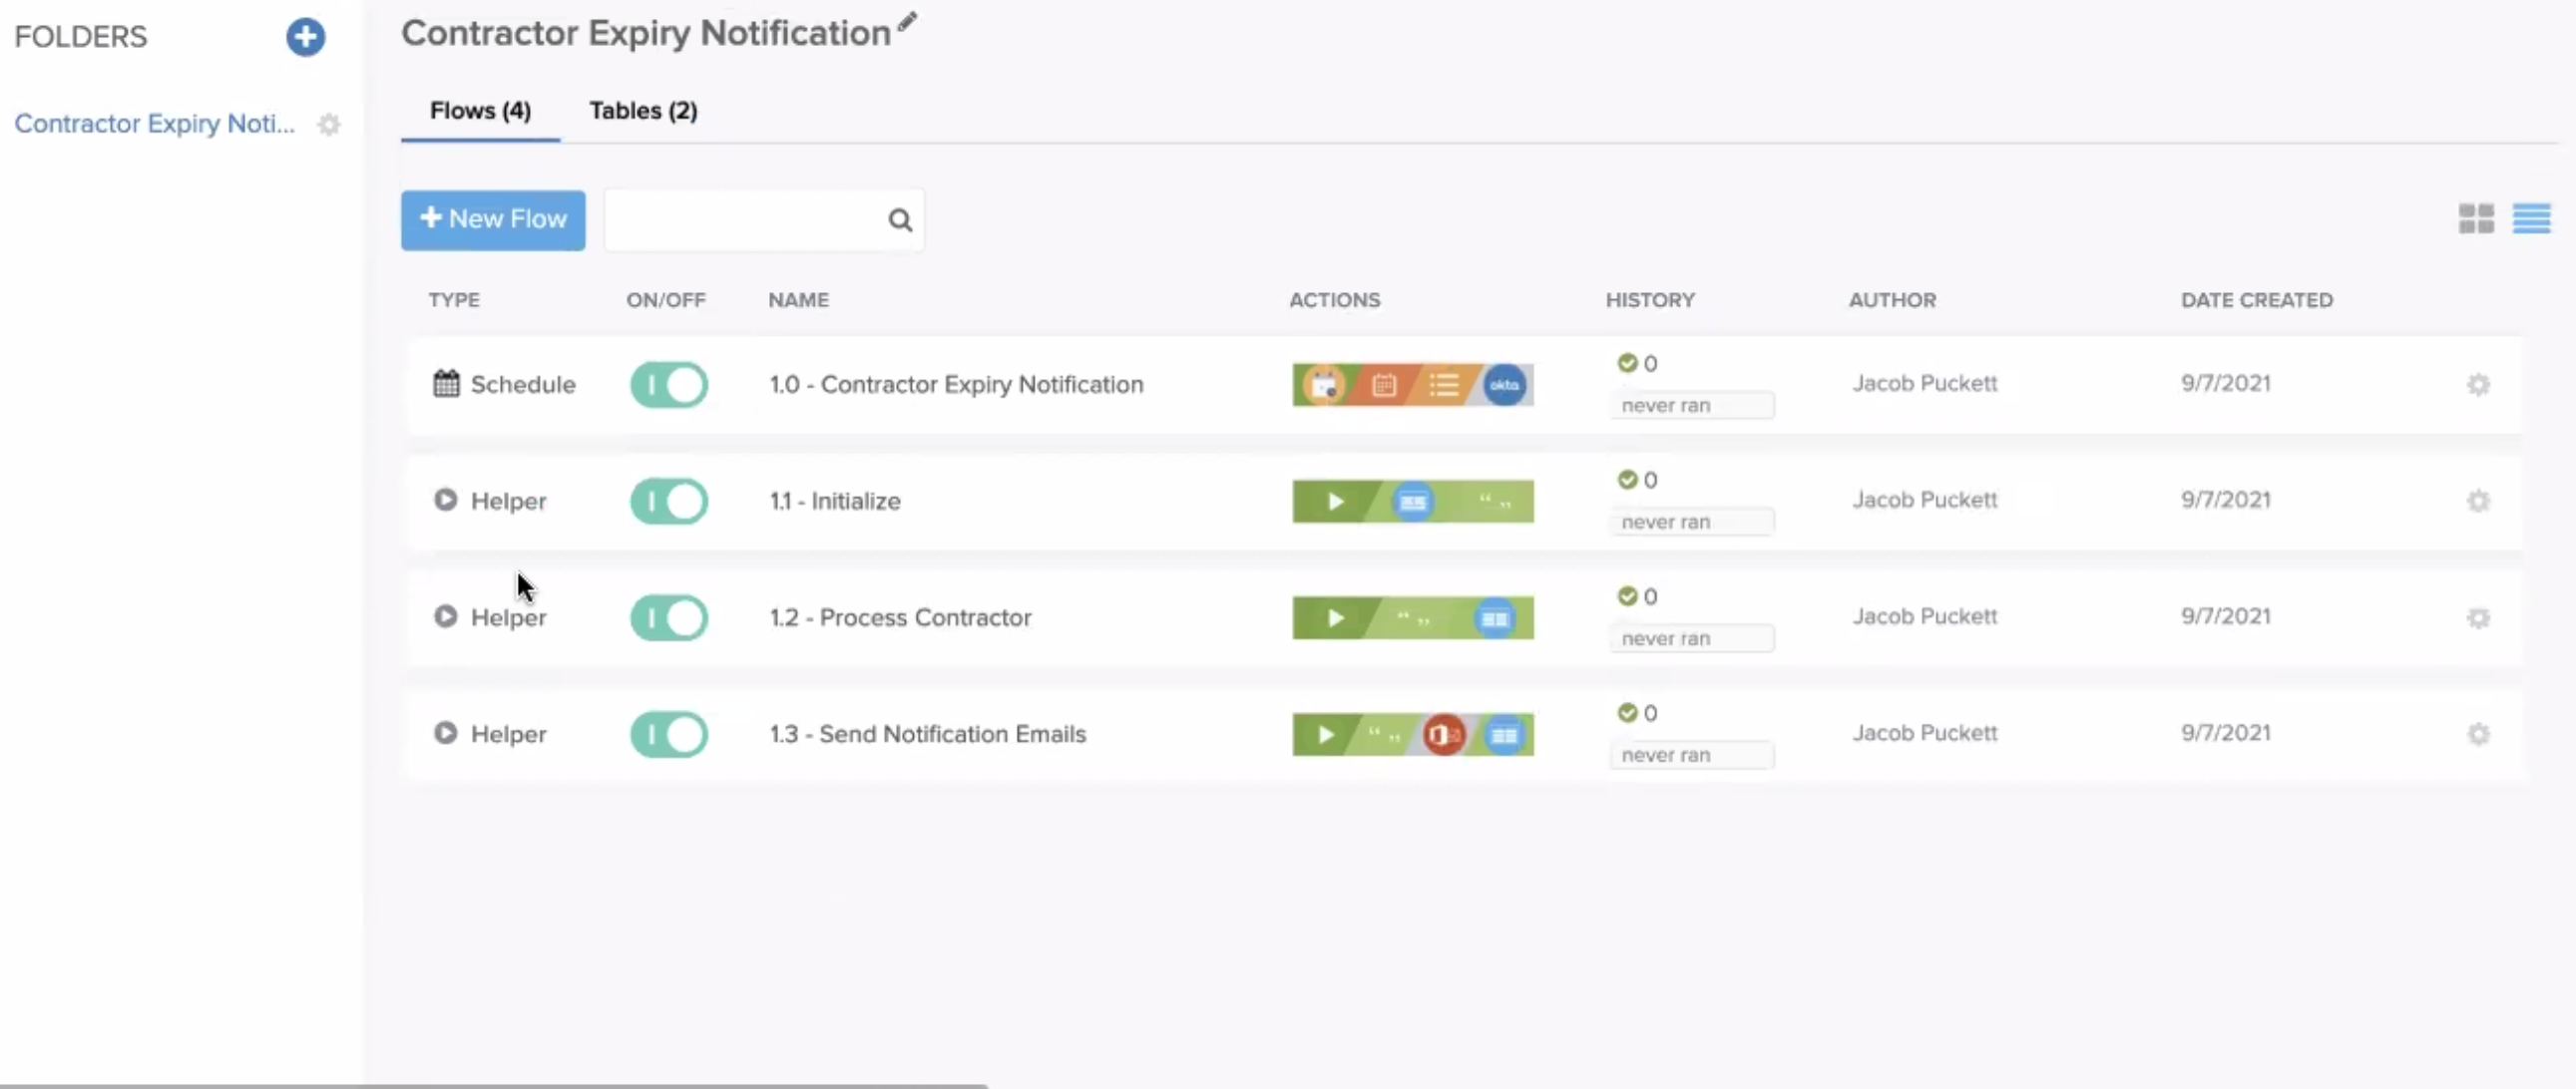 FOLDERS
Contractor Expiry Noti...
Contractor Expiry Notification
Flows (4) Tables (2)
+ New Flow
TYPE ON/OFF NAME ACTIONS HISTORY AUTHOR DATE CREATED
Schedule 1.0 - Contractor Expiry Notification okta 0 never ran Jacob Puckett 9/7/2021
Helper 1.1 - Initialize “ „ 0 never ran Jacob Puckett 9/7/2021
Helper 1.2 - Process Contractor “ „ 0 never ran Jacob Puckett 9/7/2021
Helper 1.3 - Send Notification Emails “ „ 0 never ran Jacob Puckett 9/7/2021